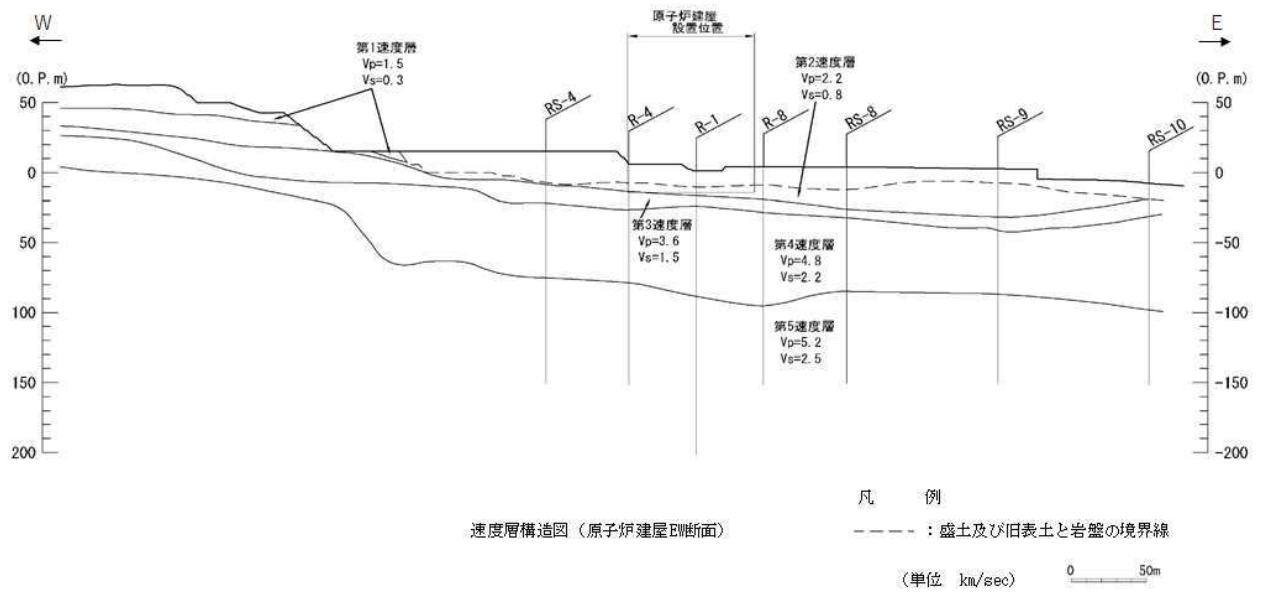 W
E
原子炉建屋
設置位置
第1速度層
Vp=1.5
Vs=0.3
第2速度層
Vp=2.2
Vs=0.8
(O.P.m)
(O.P.m)
RS-4
R-4
R-1
R-8
RS-8
RS-9
RS-10
50
0
50
100
150
200
50
0
-50
-100
-150
-200
第3速度層
Vp=3.6
Vs=1.5
第4速度層
Vp=4.8
Vs=2.2
第5速度層
Vp=5.2
Vs=2.5
凡 例
速度層構造図（原子炉建屋EW断面）
：盛土及び旧表土と岩盤の境界線
（単位 km/sec）
0 50m